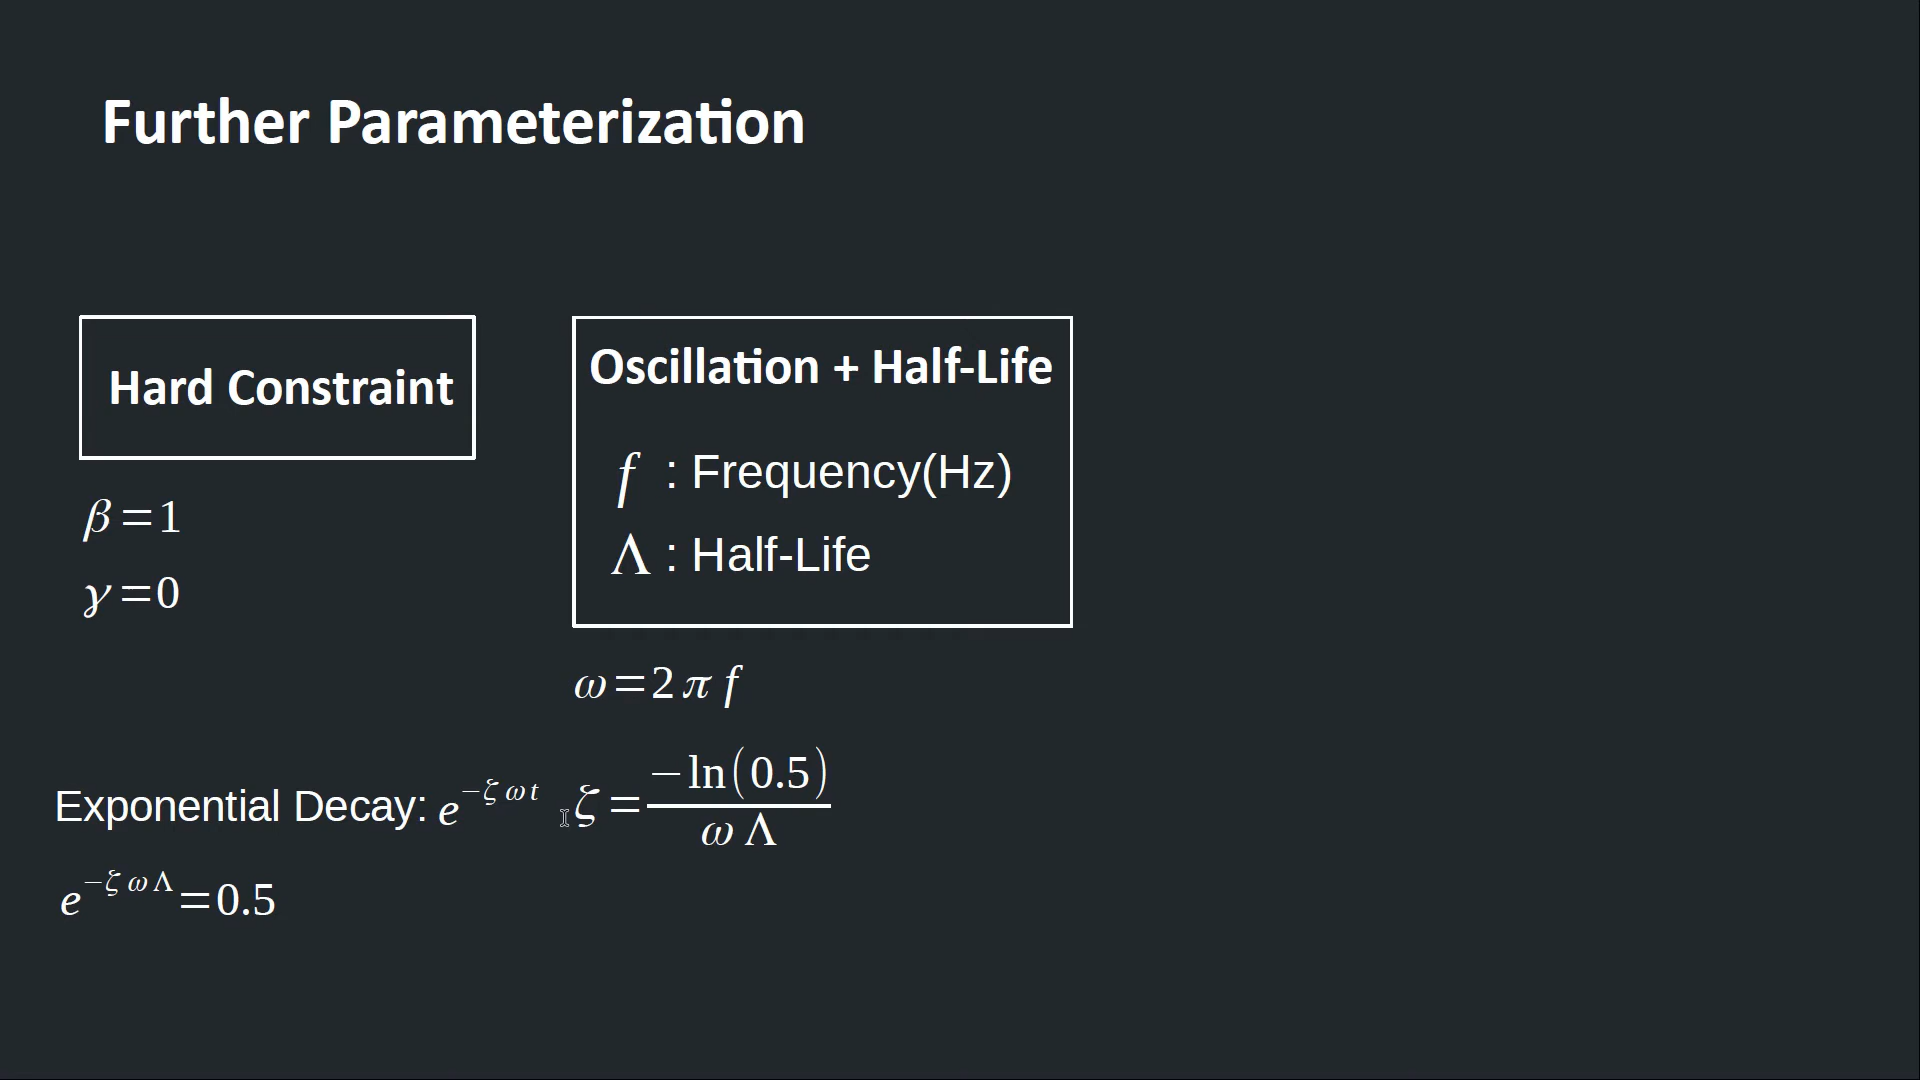 Further Parameterization
Hard Constraint
β=1
γ=0
Oscillation + Half-Life
f : Frequency(Hz)
Λ : Half-Life
ω=2πf
Exponential Decay: e^{−ζωt}
e^{−ζωΛ}=0.5
ζ=\frac{−ln(0.5)}{ωΛ}